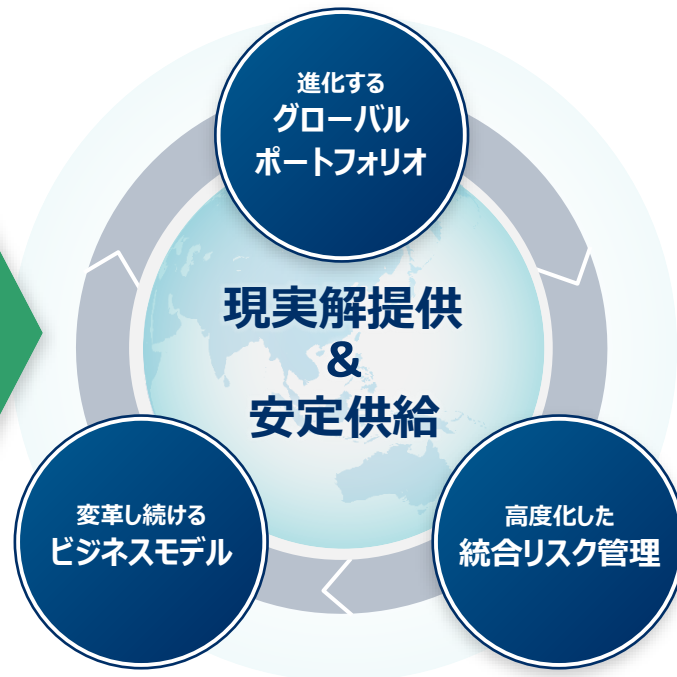 進化する
グローバル
ポートフォリオ
現実解提供
&
安定供給
変革し続ける
ビジネスモデル
高度化した
統合リスク管理